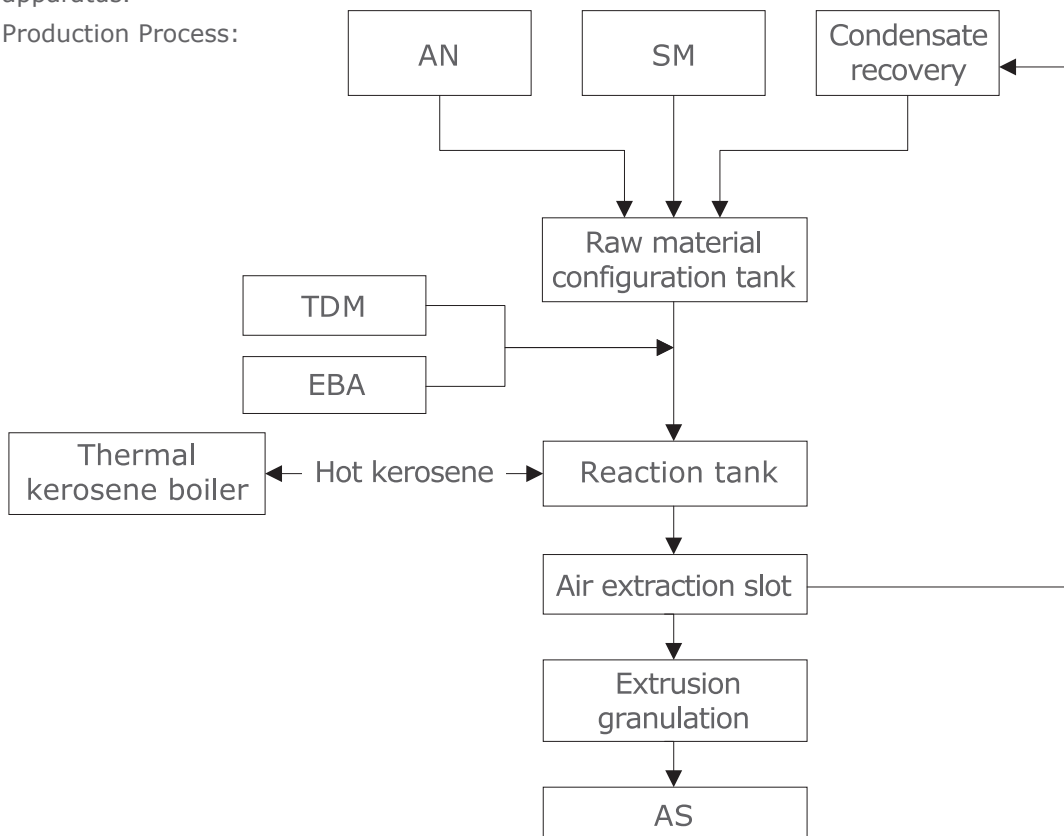 apparatus.
Production Process:
AN
SM
Condensate
recovery
Raw material
configuration tank
TDM
EBA
Thermal
kerosene boiler
Hot kerosene
Reaction tank
Air extraction slot
Extrusion
granulation
AS